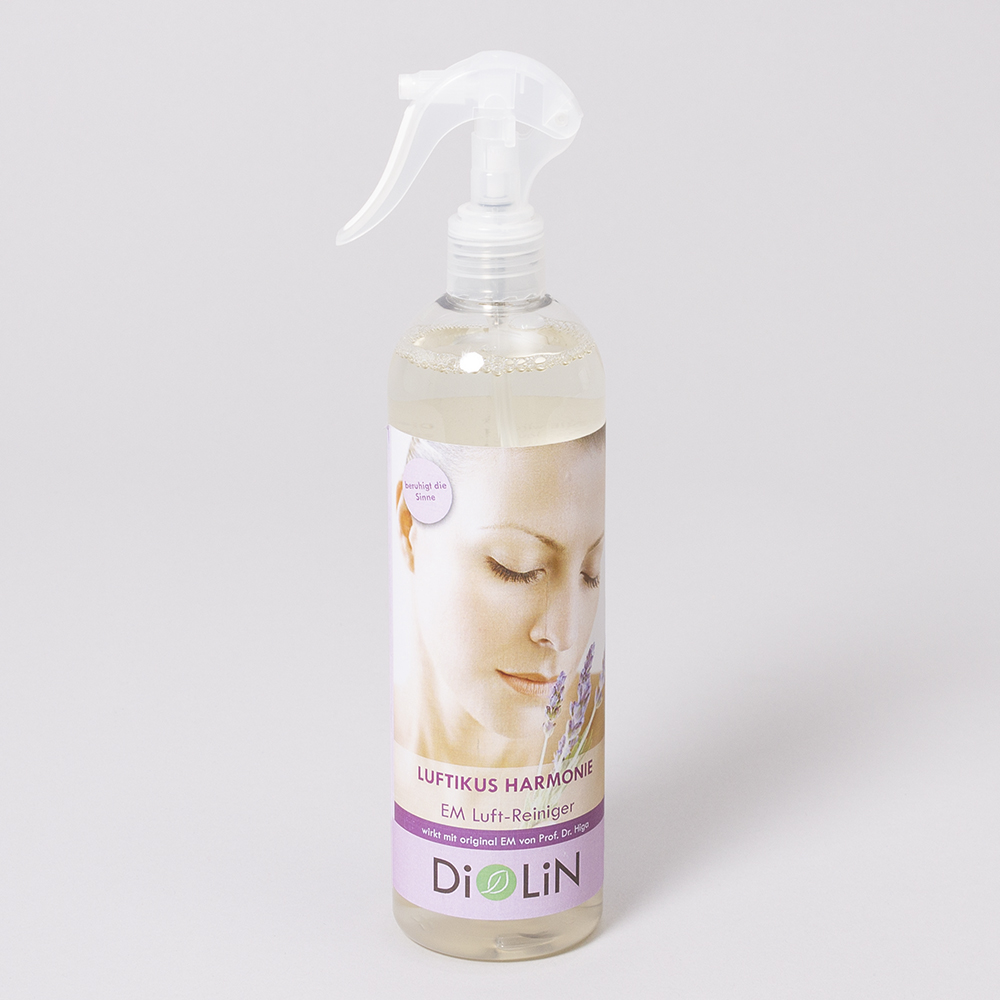 beruhigt die
Sinne
LUFTIKUS HARMONIE
EM Luft-Reiniger
wirkt mit original EM von Prof. Dr. Higa
DiOLiN